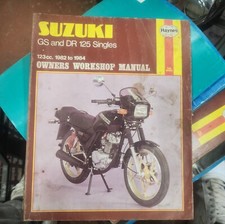 SUZUKI
GS and DR 125 Singles
Haynes
123cc. 1982 to 1984
OWNERS WORKSHOP MANUAL